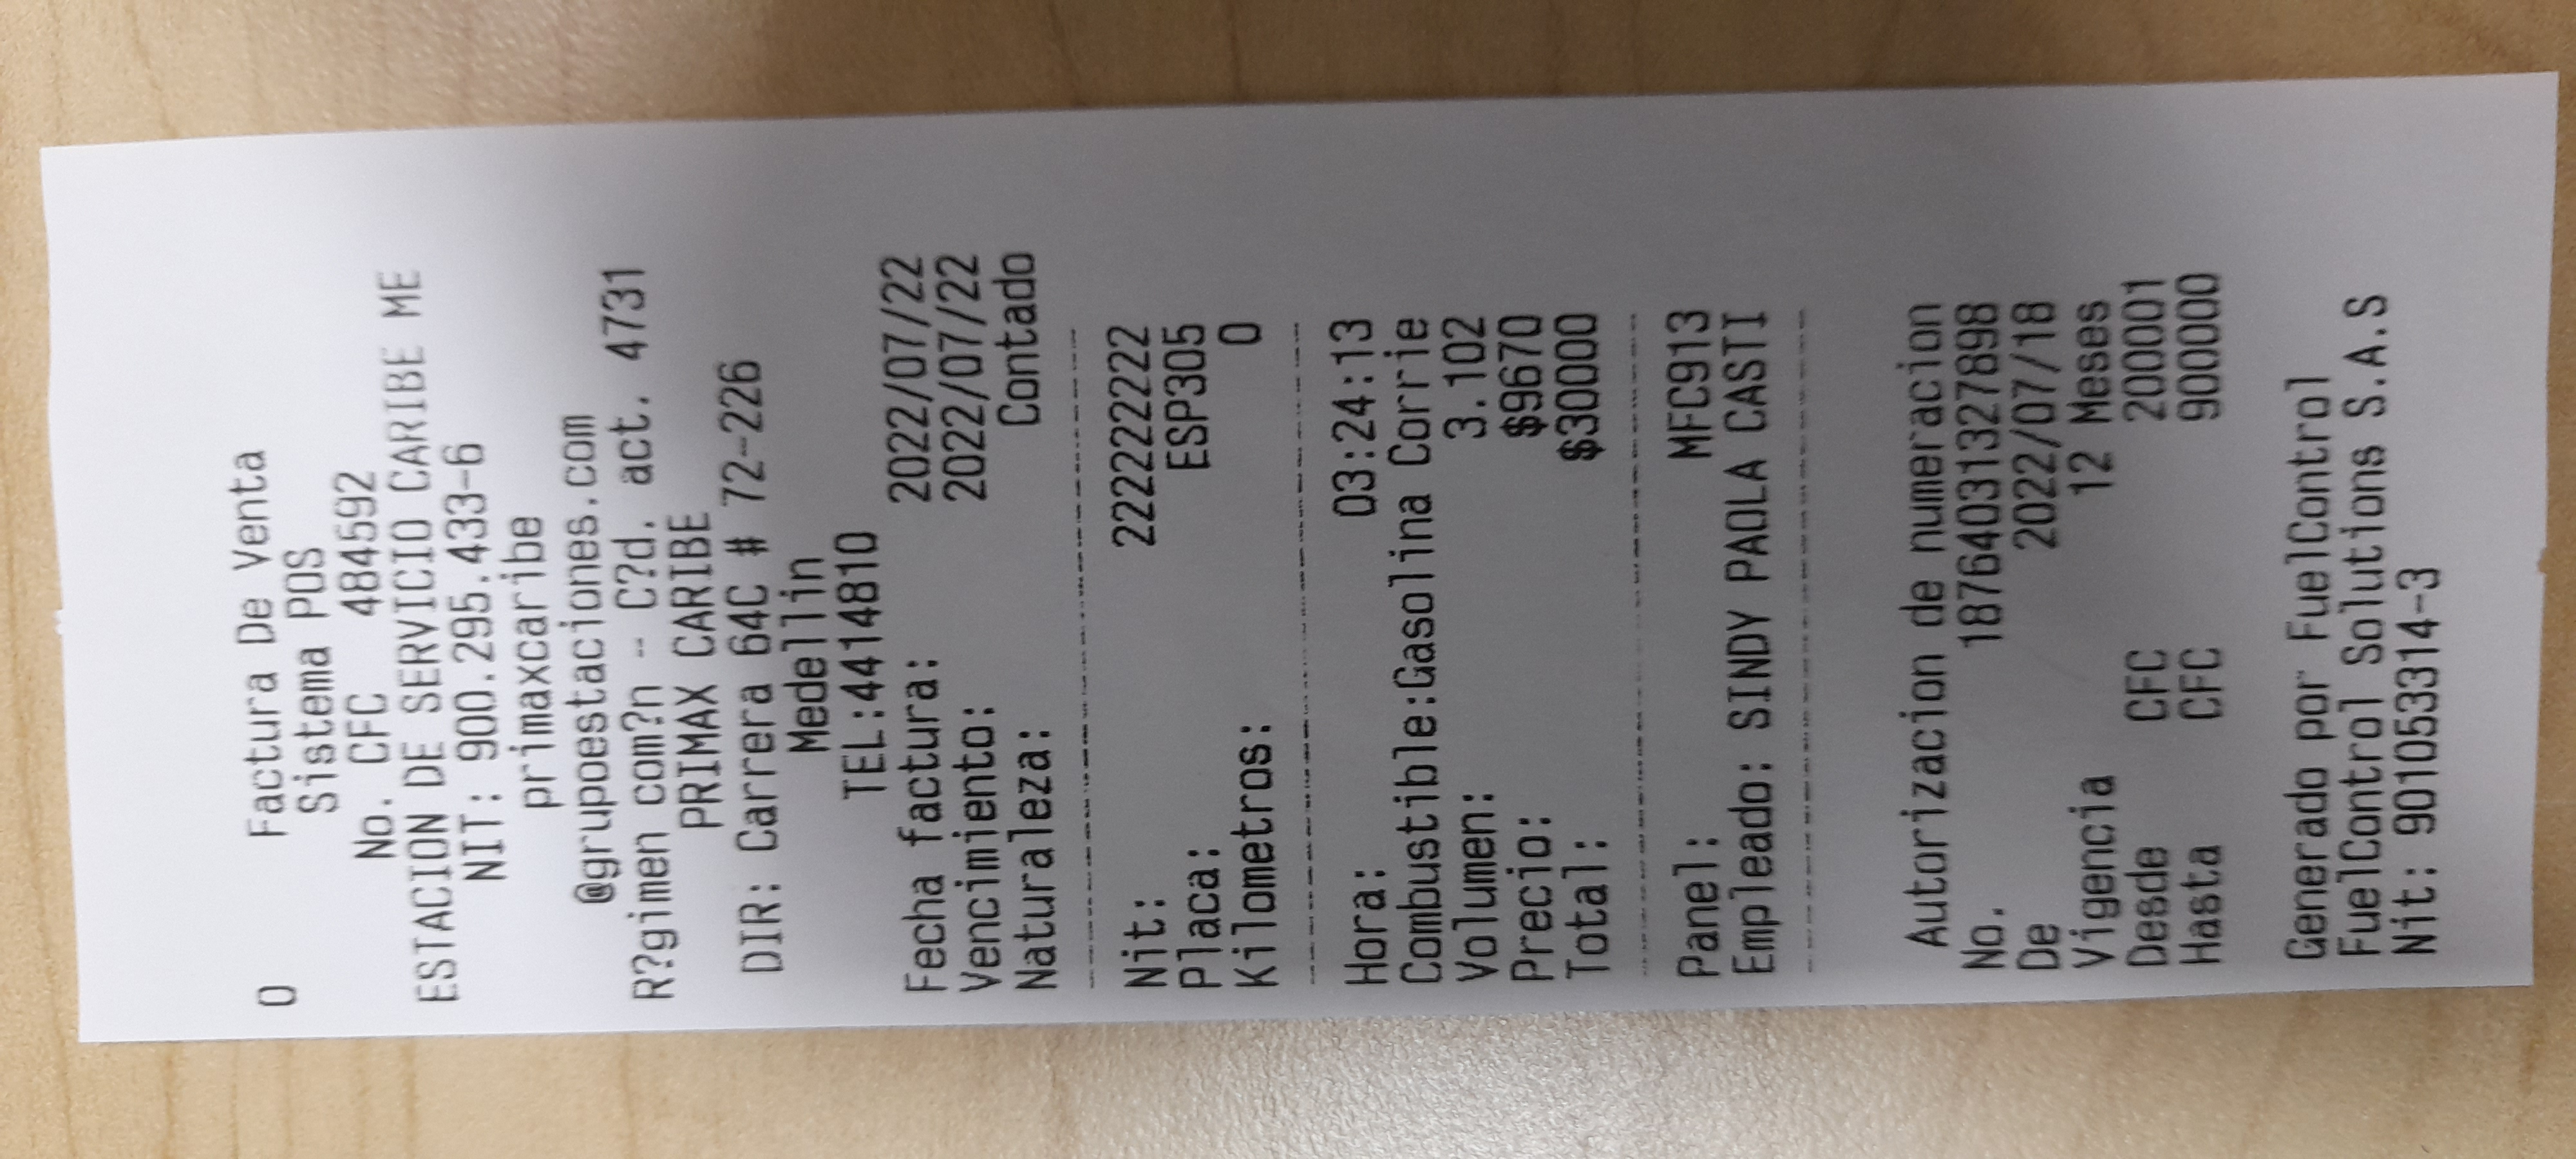 0 Factura De Venta
Sistema POS
No. CFC 484592
ESTACION DE SERVICIO CARIBE ME
NIT: 900.295.433-6
primaxcaribe
@grupoestaciones.com
R?gimen com?n -- C?d. act. 4731
PRIMAX CARIBE
DIR: Carrera 64C # 72-226
Medellin
TEL:4414810
Fecha factura: 2022/07/22
Vencimiento: 2022/07/22
Naturaleza: Contado
Nit: 222222222222
Placa: ESP305
Kilometros: 0
Hora: 03:24:13
Combustible:Gasolina Corrie
Volumen: 3.102
Precio: $9670
Total: $30000
Panel: MFC913
Empleado: SINDY PAOLA CASTI
Autorizacion de numeracion
No. 18764031327898
De 2022/07/18
Vigencia 12 Meses
Desde CFC 200001
Hasta CFC 900000
Generado por FuelControl
FuelControl Solutions S.A.S
Nit: 901053314-3